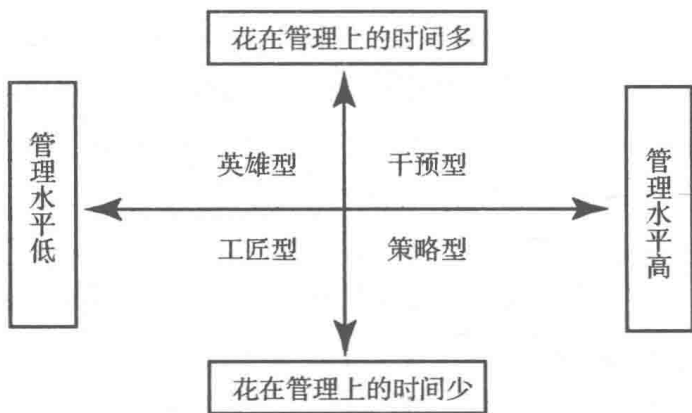 花在管理上的时间多
管理水平低
英雄型
干预型
管理水平高
工匠型
策略型
花在管理上的时间少